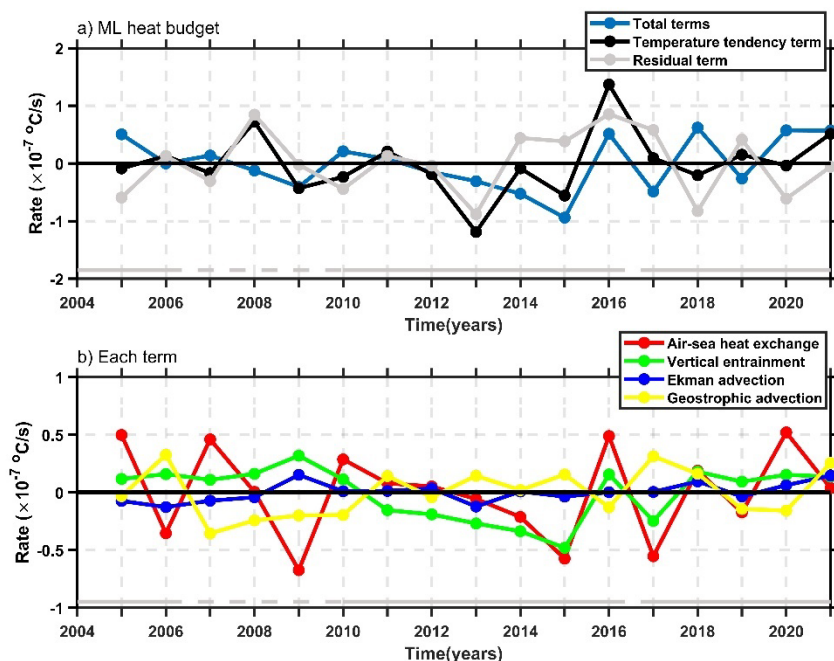 a) ML heat budget
Total terms
Temperature tendency term
Residual term
Rate (×10⁻⁷ °C/s)
2
1
0
-1
-2
2004 2006 2008 2010 2012 2014 2016 2018 2020
Time(years)
b) Each term
Air-sea heat exchange
Vertical entrainment
Ekman advection
Geostrophic advection
Rate (×10⁻⁷ °C/s)
1
0.5
0
-0.5
-1
2004 2006 2008 2010 2012 2014 2016 2018 2020
Time(years)